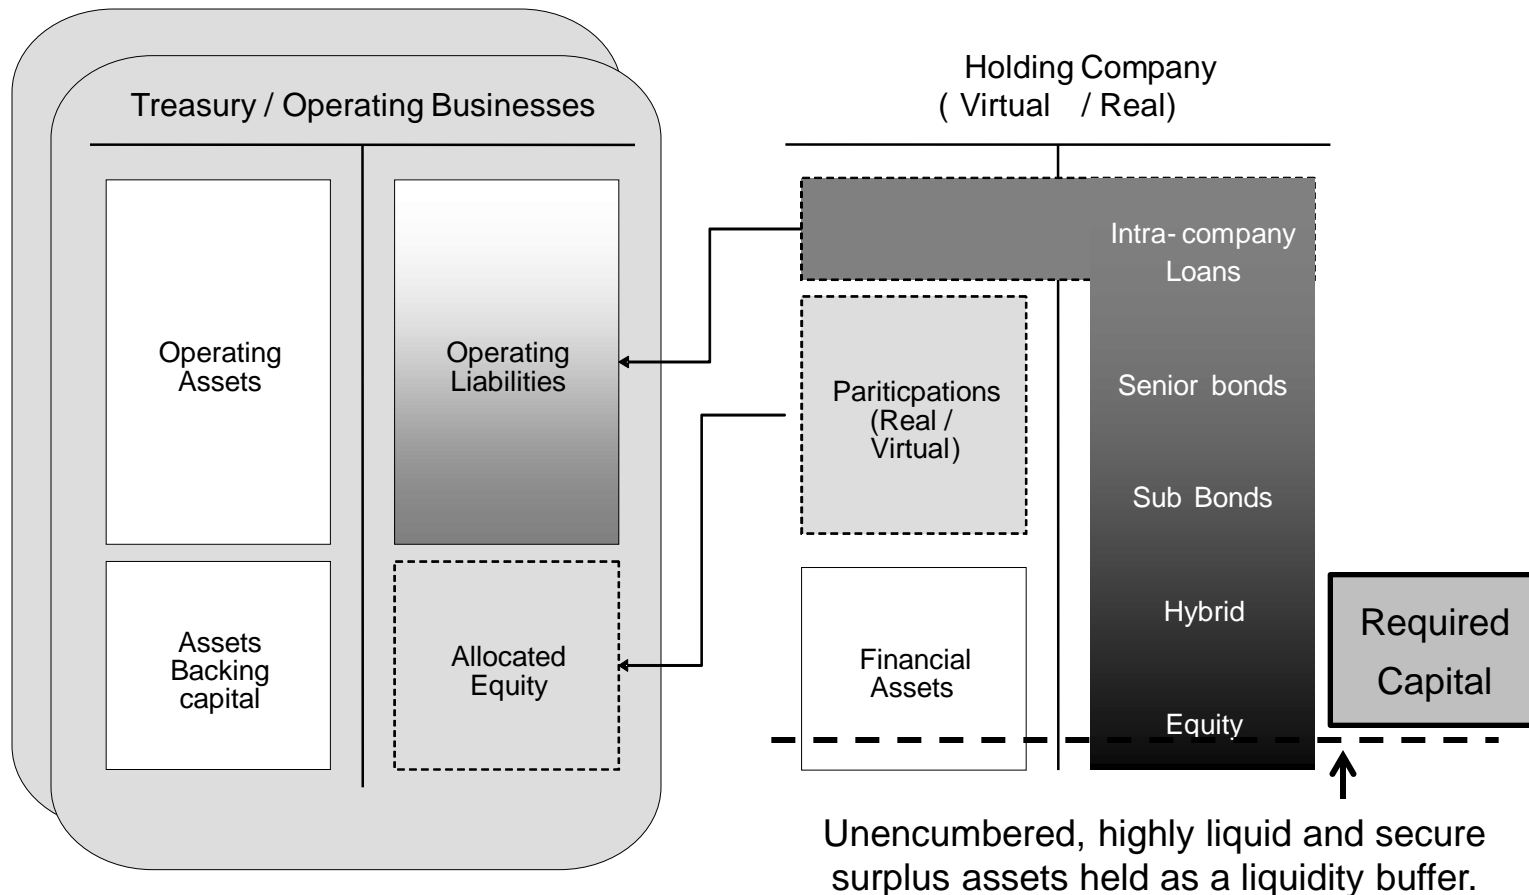 Treasury / Operating Businesses
Operating
Assets
Operating
Liabilities
Assets
Backing
capital
Allocated
Equity
Holding Company
( Virtual / Real)
Intra- company
Loans
Pariticpations
(Real /
Virtual)
Senior bonds
Sub Bonds
Hybrid
Financial
Assets
Equity
Required
Capital
Unencumbered, highly liquid and secure
surplus assets held as a liquidity buffer.